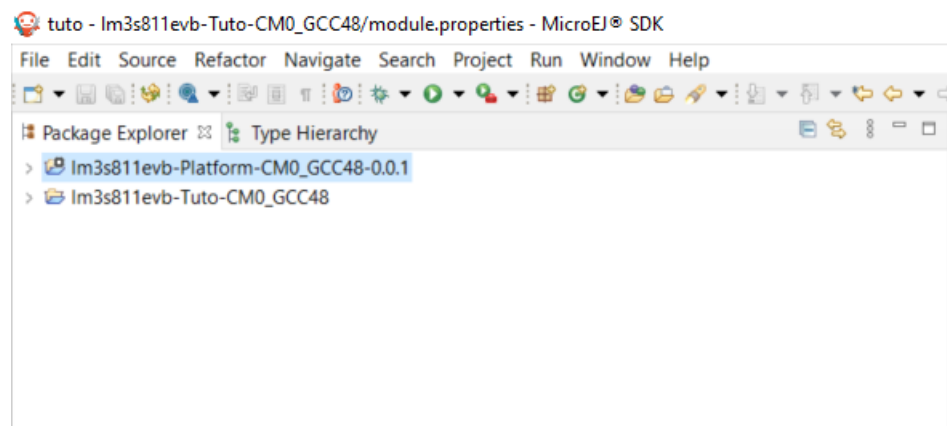 tuto - lm3s811evb-Tuto-CM0_GCC48/module.properties - MicroEJ® SDK
File Edit Source Refactor Navigate Search Project Run Window Help
Package Explorer Type Hierarchy
lm3s811evb-Platform-CM0_GCC48-0.0.1
lm3s811evb-Tuto-CM0_GCC48